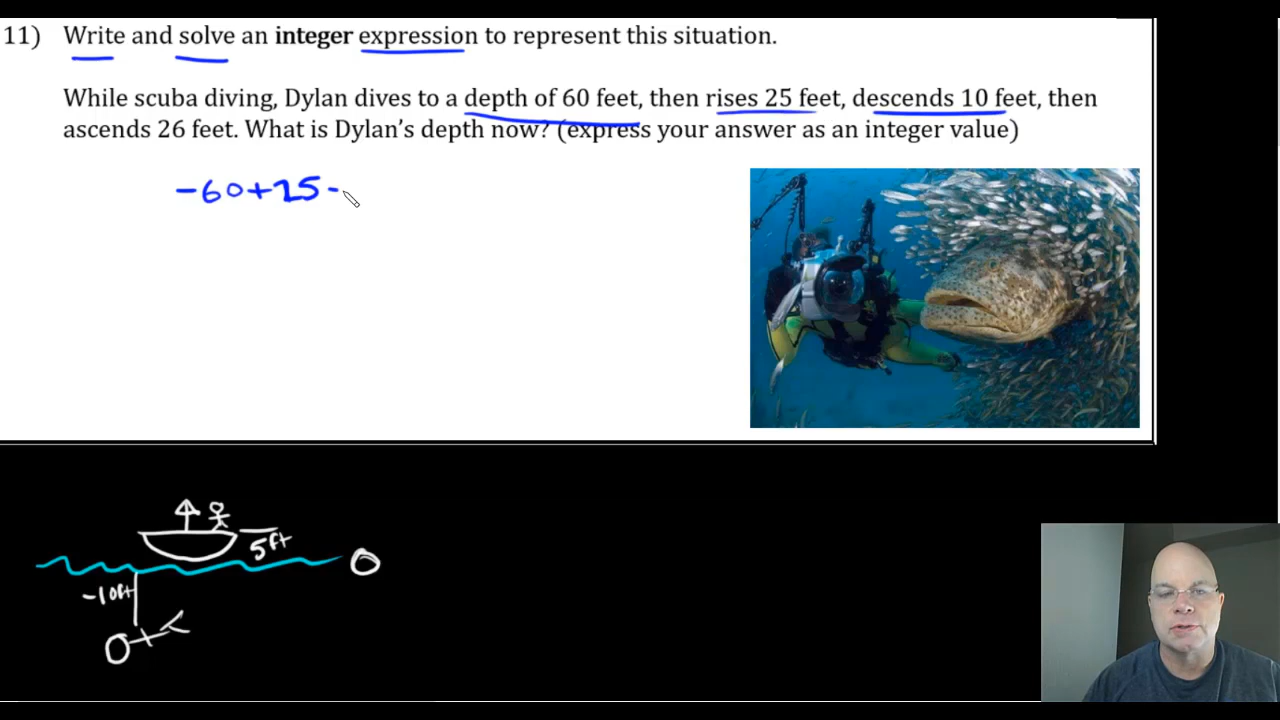 11) Write and solve an integer expression to represent this situation.
While scuba diving, Dylan dives to a depth of 60 feet, then rises 25 feet, descends 10 feet, then
ascends 26 feet. What is Dylan's depth now? (express your answer as an integer value)
-60+25-
5ft
0
-10ft